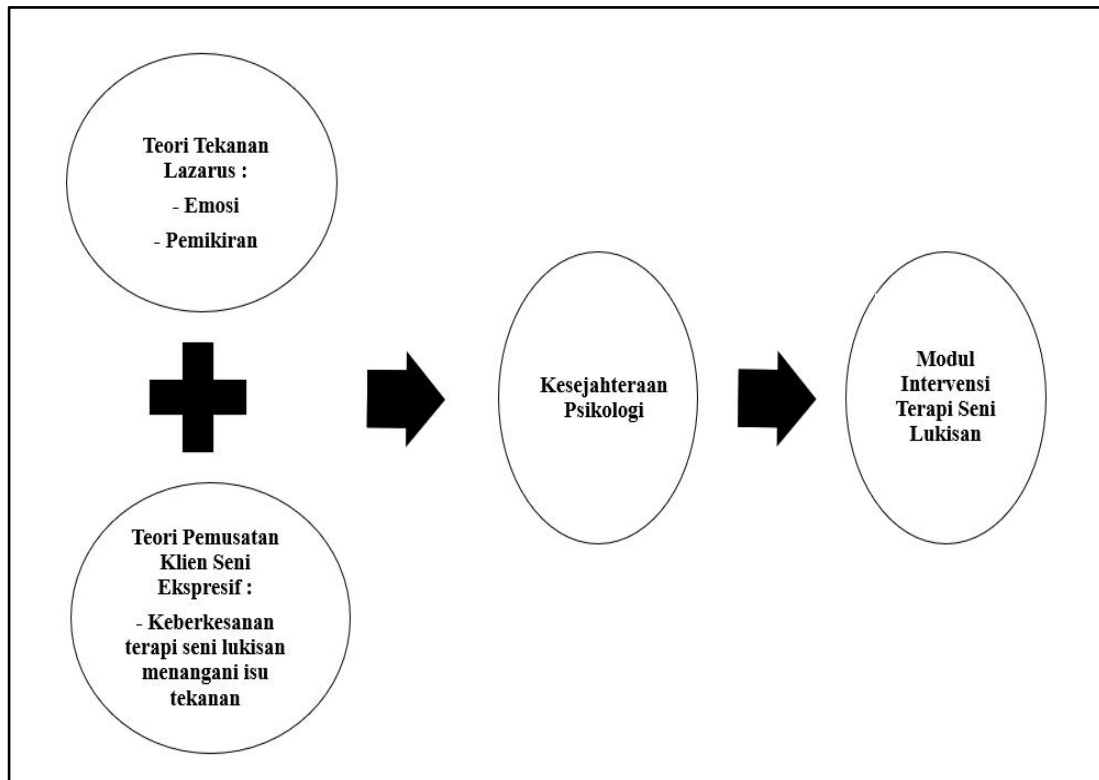 Teori Tekanan
Lazarus :
- Emosi
- Pemikiran
Teori Pemusatan
Klien Seni
Ekspresif :
- Keberkesanan
terapi seni lukisan
menangani isu
tekanan
Kesejahteraan
Psikologi
Modul
Intervensi
Terapi Seni
Lukisan